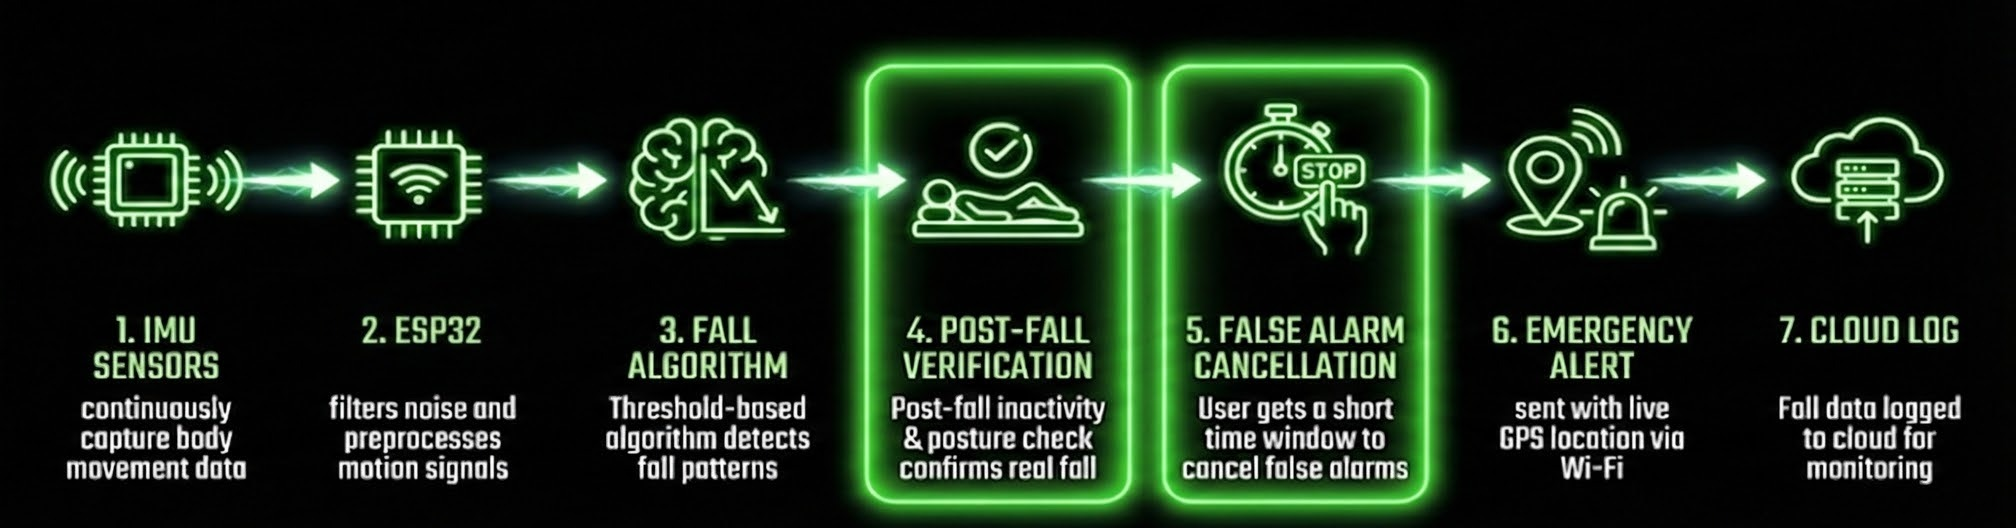 STOP
1. IMU
SENSORS
continuously
capture body
movement data
2. ESP32
filters noise and
preprocesses
motion signals
3. FALL
ALGORITHM
Threshold-based
algorithm detects
fall patterns
4. POST-FALL
VERIFICATION
Post-fall inactivity
& posture check
confirms real fall
5. FALSE ALARM
CANCELLATION
User gets a short
time window to
cancel false alarms
6. EMERGENCY
ALERT
sent with live
GPS location via
Wi-Fi
7. CLOUD LOG
Fall data logged
to cloud for
monitoring